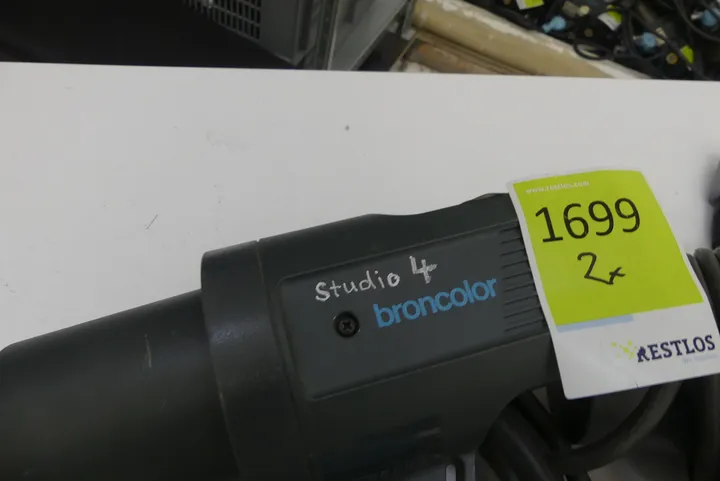 Studio 4
broncolor
1699
2x
RESTLOS